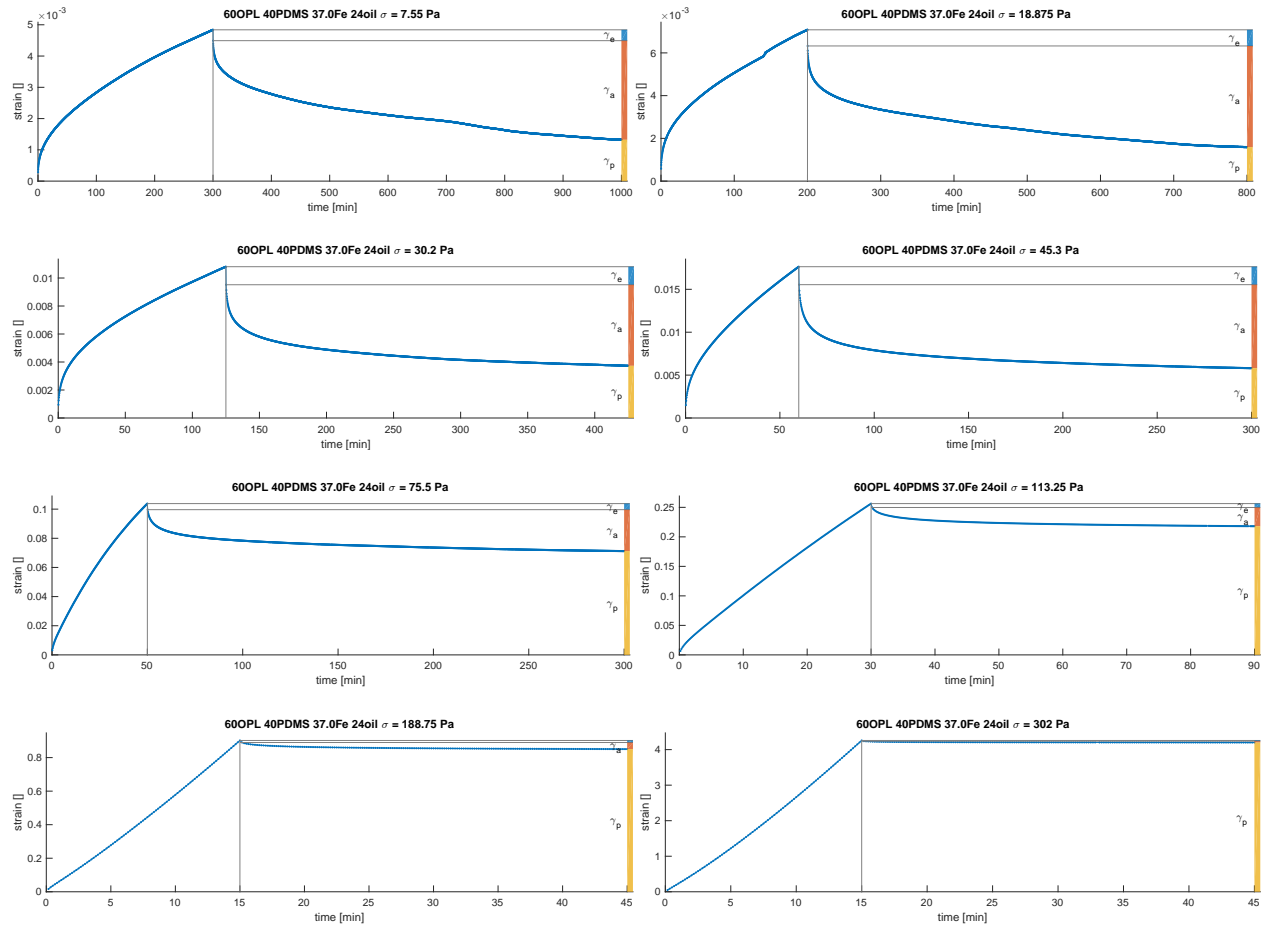 60OPL 40PDMS 37.0Fe 24oil σ = 7.55 Pa
×10⁻³
5
4
3
2
1
0
strain []
γe
γa
γp
0 100 200 300 400 500 600 700 800 900 1000
time [min]
60OPL 40PDMS 37.0Fe 24oil σ = 18.875 Pa
×10⁻³
6
4
2
0
strain []
γe
γa
γp
0 100 200 300 400 500 600 700 800
time [min]
60OPL 40PDMS 37.0Fe 24oil σ = 30.2 Pa
0.01
0.008
0.006
0.004
0.002
0
strain []
γe
γa
γp
0 50 100 150 200 250 300 350 400
time [min]
60OPL 40PDMS 37.0Fe 24oil σ = 45.3 Pa
0.015
0.01
0.005
0
strain []
γe
γa
γp
0 50 100 150 200 250 300
time [min]
60OPL 40PDMS 37.0Fe 24oil σ = 75.5 Pa
0.1
0.08
0.06
0.04
0.02
0
strain []
γe
γa
γp
0 50 100 150 200 250 300
time [min]
60OPL 40PDMS 37.0Fe 24oil σ = 113.25 Pa
0.25
0.2
0.15
0.1
0.05
0
strain []
γe
γa
γp
0 10 20 30 40 50 60 70 80 90
time [min]
60OPL 40PDMS 37.0Fe 24oil σ = 188.75 Pa
0.8
0.6
0.4
0.2
0
strain []
γa
γp
0 5 10 15 20 25 30 35 40 45
time [min]
60OPL 40PDMS 37.0Fe 24oil σ = 302 Pa
4
3
2
1
0
strain []
γp
0 5 10 15 20 25 30 35 40 45
time [min]